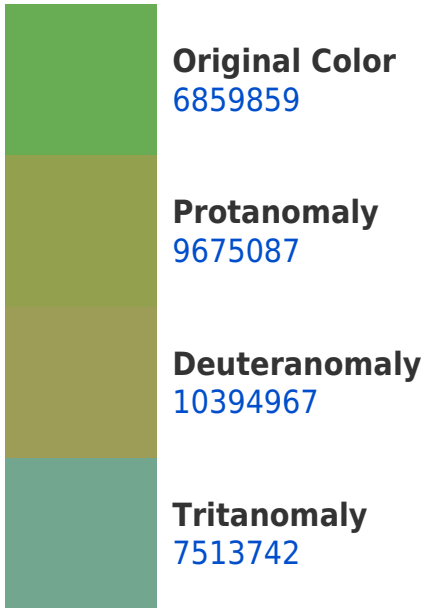 Original Color
6859859
Protanomaly
9675087
Deuteranomaly
10394967
Tritanomaly
7513742